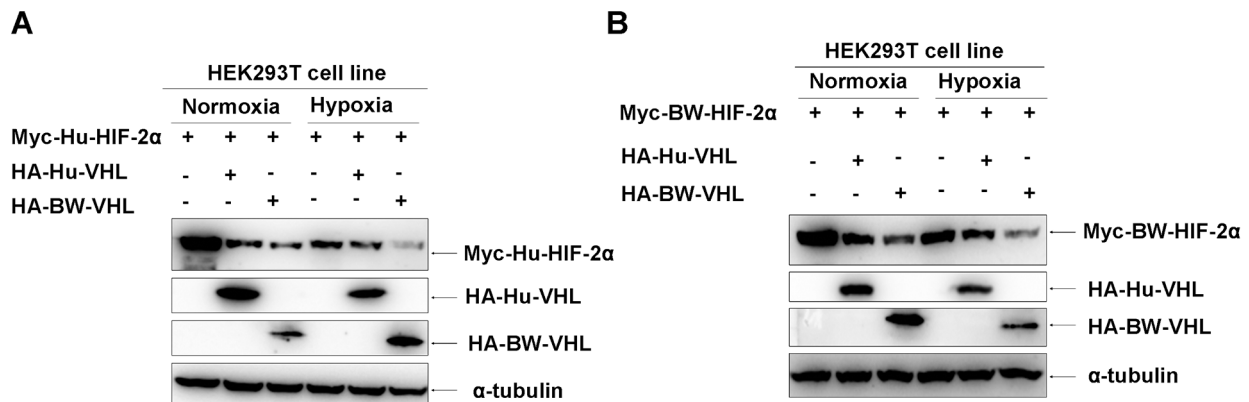 A
HEK293T cell line
Normoxia Hypoxia
Myc-Hu-HIF-2α + + + + + +
HA-Hu-VHL - + - - + -
HA-BW-VHL - - + - - +
Myc-Hu-HIF-2α
HA-Hu-VHL
HA-BW-VHL
α-tubulin
B
HEK293T cell line
Normoxia Hypoxia
Myc-BW-HIF-2α + + + + + +
HA-Hu-VHL - + - - + -
HA-BW-VHL - - + - - +
Myc-BW-HIF-2α
HA-Hu-VHL
HA-BW-VHL
α-tubulin